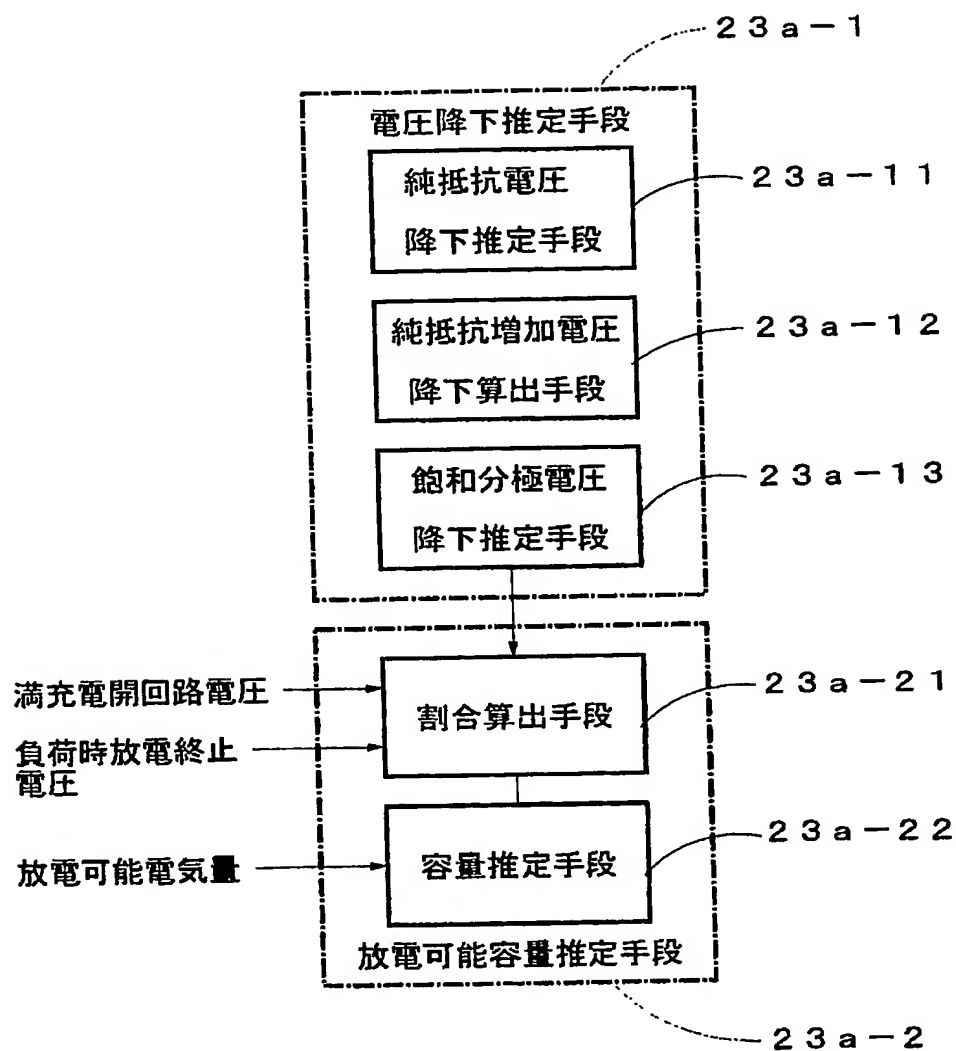 23a-1
電圧降下推定手段
純抵抗電圧
降下推定手段
23a-11
純抵抗増加電圧
降下算出手段
23a-12
飽和分極電圧
降下推定手段
23a-13
満充電開回路電圧
負荷時放電終止
電圧
割合算出手段
23a-21
放電可能電気量
容量推定手段
23a-22
放電可能容量推定手段
23a-2